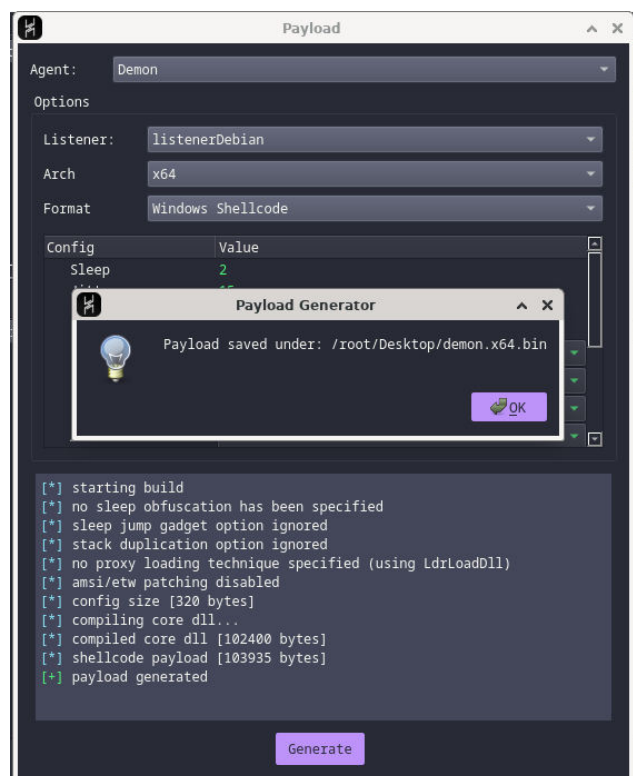 Payload
Agent: Demon
Options
Listener: listenerDebian
Arch x64
Format Windows Shellcode
Config Value
Sleep 2
Payload Generator
Payload saved under: /root/Desktop/demon.x64.bin
OK
[*] starting build
[*] no sleep obfuscation has been specified
[*] sleep jump gadget option ignored
[*] stack duplication option ignored
[*] no proxy loading technique specified (using LdrLoadDll)
[*] amsi/etw patching disabled
[*] config size [320 bytes]
[*] compiling core dll...
[*] compiled core dll [102400 bytes]
[*] shellcode payload [103935 bytes]
[+] payload generated
Generate